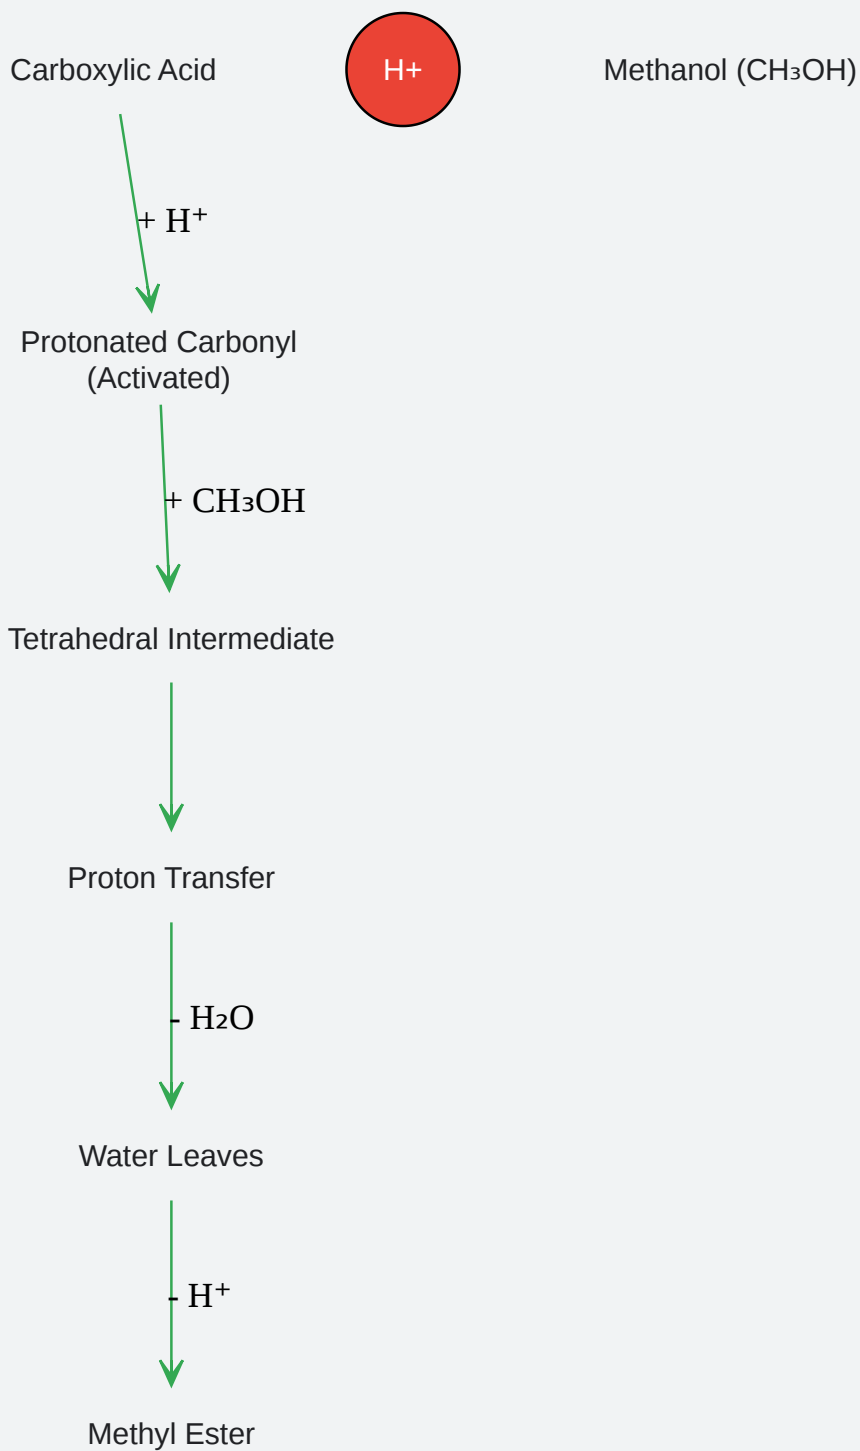 Carboxylic Acid
H+
Methanol (CH₃OH)
+ H⁺
Protonated Carbonyl
(Activated)
+ CH₃OH
Tetrahedral Intermediate
Proton Transfer
- H₂O
Water Leaves
- H⁺
Methyl Ester